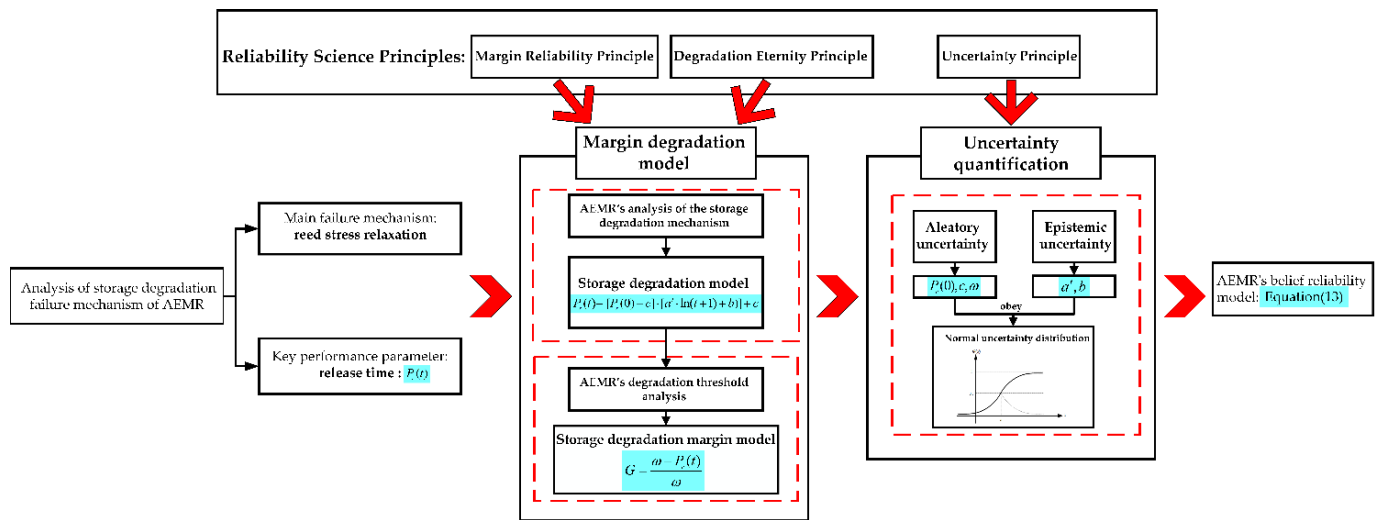 Reliability Science Principles:
Margin Reliability Principle
Degradation Eternity Principle
Uncertainty Principle
Analysis of storage degradation
failure mechanism of AEMR
Main failure mechanism:
reed stress relaxation
Key performance parameter:
release time : P_r(t)
Margin degradation
model
AEMR's analysis of the storage
degradation mechanism
Storage degradation model
AEMR's degradation threshold
analysis
Storage degradation margin model
Uncertainty
quantification
Aleatory
uncertainty
Epistemic
uncertainty
a', b
obey
Normal uncertainty distribution
AEMR's belief reliability
model: Equation(13)